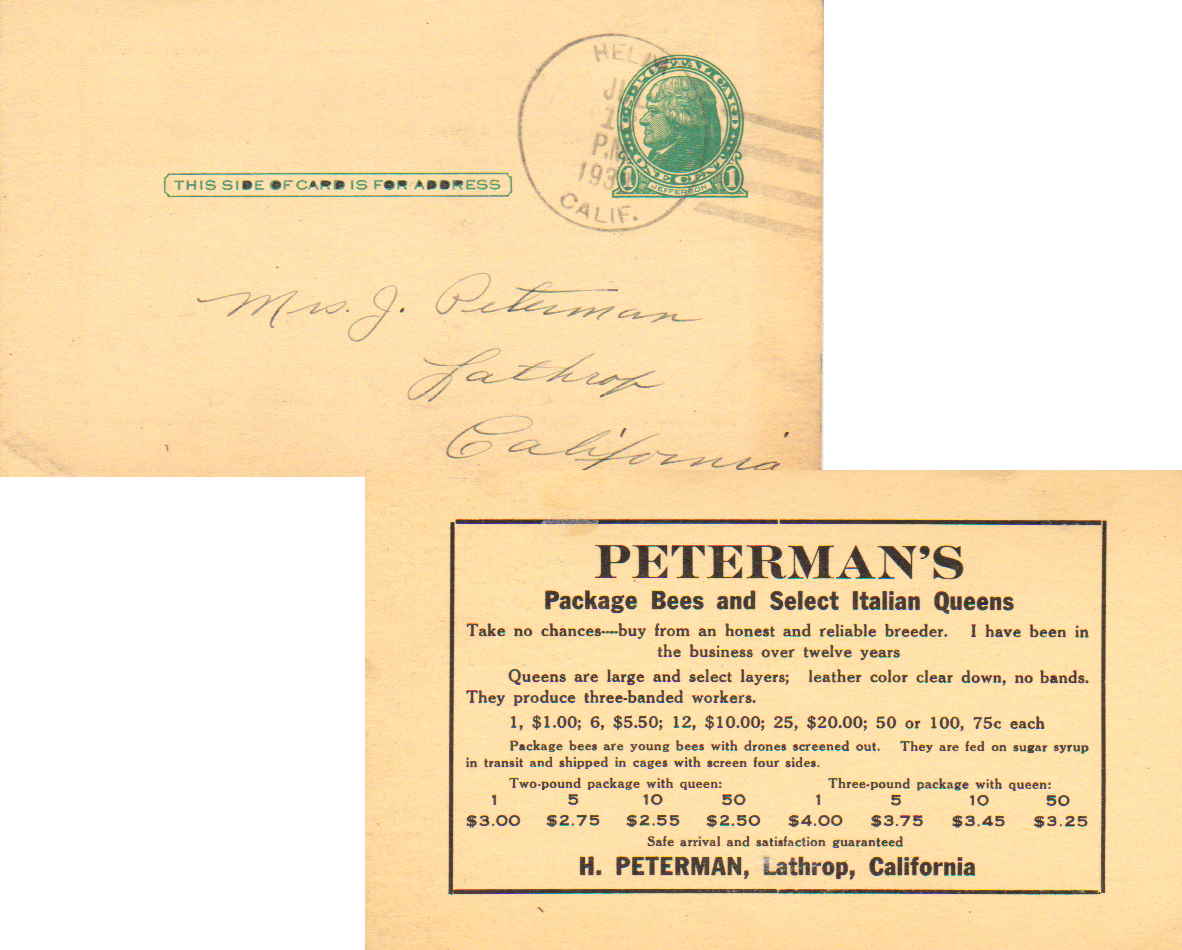 U.S. POSTAL CARD
ONE CENT
1 JEFFERSON 1
P.M.
CALIF.
THIS SIDE OF CARD IS FOR ADDRESS
Mrs. J. Peterman
Lathrop
California
PETERMAN'S
Package Bees and Select Italian Queens
Take no chances----buy from an honest and reliable breeder. I have been in
the business over twelve years
Queens are large and select layers; leather color clear down, no bands.
They produce three-banded workers.
1, $1.00; 6, $5.50; 12, $10.00; 25, $20.00; 50 or 100, 75c each
Package bees are young bees with drones screened out. They are fed on sugar syrup
in transit and shipped in cages with screen four sides.
Two-pound package with queen: Three-pound package with queen:
1 5 10 50 1 5 10 50
$3.00 $2.75 $2.55 $2.50 $4.00 $3.75 $3.45 $3.25
Safe arrival and satisfaction guaranteed
H. PETERMAN, Lathrop, California